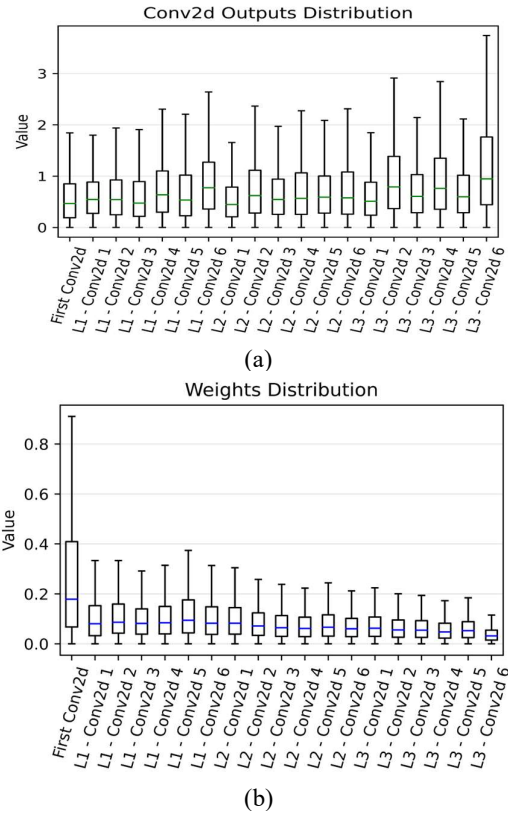 Conv2d Outputs Distribution
Value
3
2
1
0
First Conv2d
L1 - Conv2d 1
L1 - Conv2d 2
L1 - Conv2d 3
L1 - Conv2d 4
L1 - Conv2d 5
L1 - Conv2d 6
L2 - Conv2d 1
L2 - Conv2d 2
L2 - Conv2d 3
L2 - Conv2d 4
L2 - Conv2d 5
L2 - Conv2d 6
L3 - Conv2d 1
L3 - Conv2d 2
L3 - Conv2d 3
L3 - Conv2d 4
L3 - Conv2d 5
L3 - Conv2d 6
(a)
Weights Distribution
Value
0.8
0.6
0.4
0.2
0.0
First Conv2d
L1 - Conv2d 1
L1 - Conv2d 2
L1 - Conv2d 3
L1 - Conv2d 4
L1 - Conv2d 5
L1 - Conv2d 6
L2 - Conv2d 1
L2 - Conv2d 2
L2 - Conv2d 3
L2 - Conv2d 4
L2 - Conv2d 5
L2 - Conv2d 6
L3 - Conv2d 1
L3 - Conv2d 2
L3 - Conv2d 3
L3 - Conv2d 4
L3 - Conv2d 5
L3 - Conv2d 6
(b)